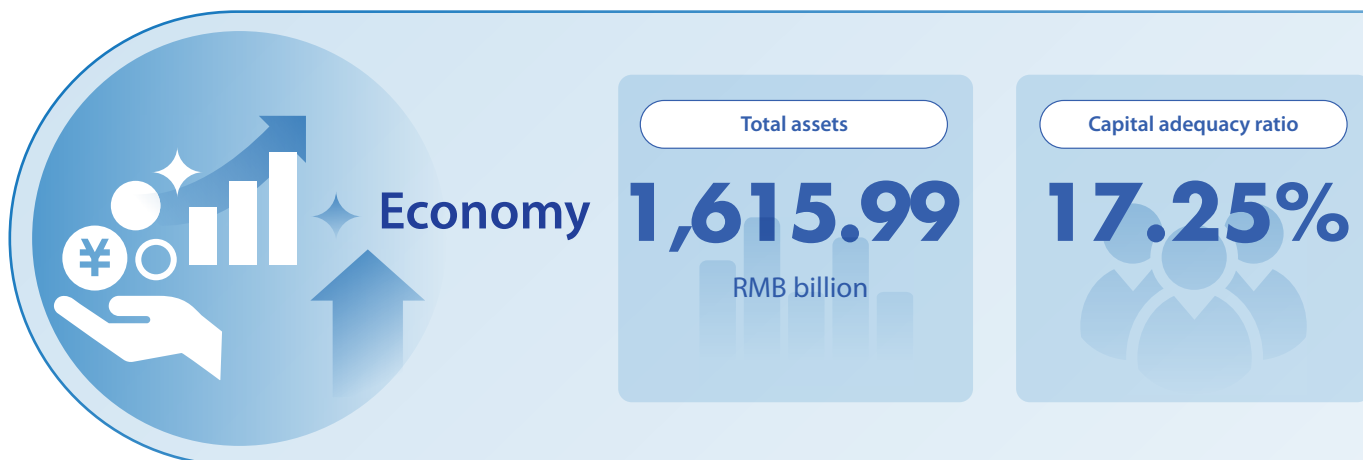 Economy
Total assets
1,615.99
RMB billion
Capital adequacy ratio
17.25%
¥